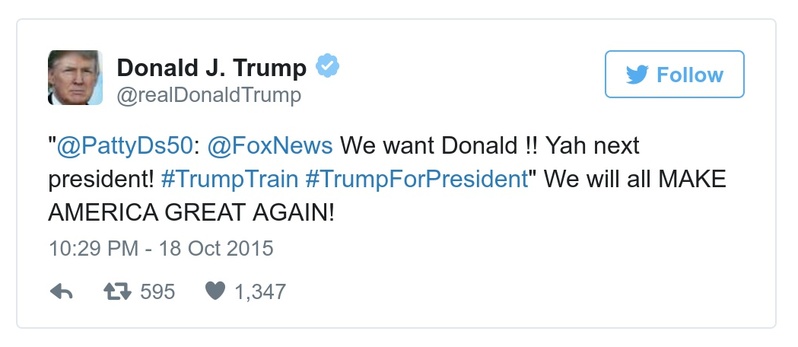 Donald J. Trump
@realDonaldTrump
Follow
"@PattyDs50: @FoxNews We want Donald !! Yah next
president! #TrumpTrain #TrumpForPresident" We will all MAKE
AMERICA GREAT AGAIN!
10:29 PM - 18 Oct 2015
595 1,347